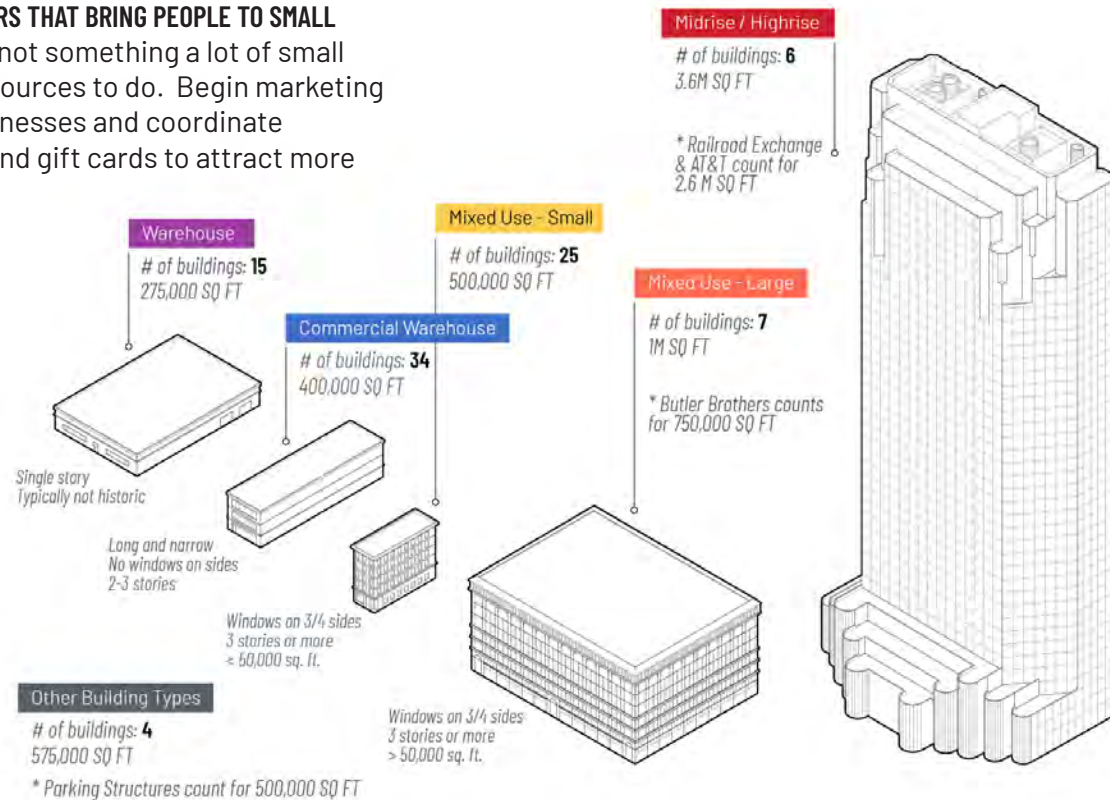 RS THAT BRING PEOPLE TO SMALL
not something a lot of small
ources to do.  Begin marketing
nesses and coordinate
nd gift cards to attract more
Midrise / Highrise
# of buildings: 6
3.6M SQ FT
* Railroad Exchange
& AT&T count for
2.6 M SQ FT
Warehouse
# of buildings: 15
275,000 SQ FT
Mixed Use - Small
# of buildings: 25
500,000 SQ FT
Mixed Use - Large
# of buildings: 7
1M SQ FT
* Butler Brothers counts
for 750,000 SQ FT
Commercial Warehouse
# of buildings: 34
400,000 SQ FT
Single story
Typically not historic
Long and narrow
No windows on sides
2-3 stories
Windows on 3/4 sides
3 stories or more
< 50,000 sq. ft.
Windows on 3/4 sides
3 stories or more
> 50,000 sq. ft.
Other Building Types
# of buildings: 4
575,000 SQ FT
* Parking Structures count for 500,000 SQ FT